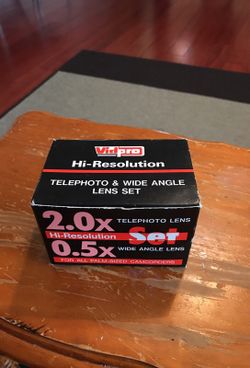 Vidpro
Hi-Resolution
TELEPHOTO & WIDE ANGLE
LENS SET
2.0x TELEPHOTO LENS
Hi-Resolution Set
0.5x WIDE ANGLE LENS
FOR ALL PALM-SIZED CAMCORDERS